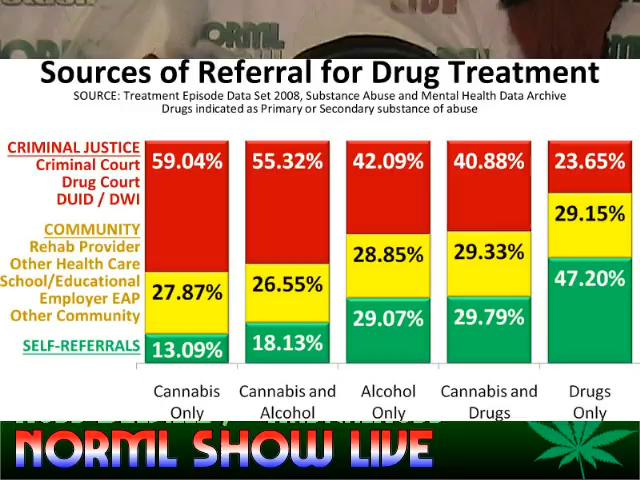 NORML
Sources of Referral for Drug Treatment
SOURCE: Treatment Episode Data Set 2008, Substance Abuse and Mental Health Data Archive
Drugs indicated as Primary or Secondary substance of abuse
CRIMINAL JUSTICE
Criminal Court
Drug Court
DUID / DWI
COMMUNITY
Rehab Provider
Other Health Care
School/Educational
Employer EAP
Other Community
SELF-REFERRALS
59.04% 55.32% 42.09% 40.88% 23.65%
27.87% 26.55% 28.85% 29.33% 29.15%
13.09% 18.13% 29.07% 29.79% 47.20%
Cannabis Only
Cannabis and Alcohol
Alcohol Only
Cannabis and Drugs
Drugs Only
NORML SHOW LIVE